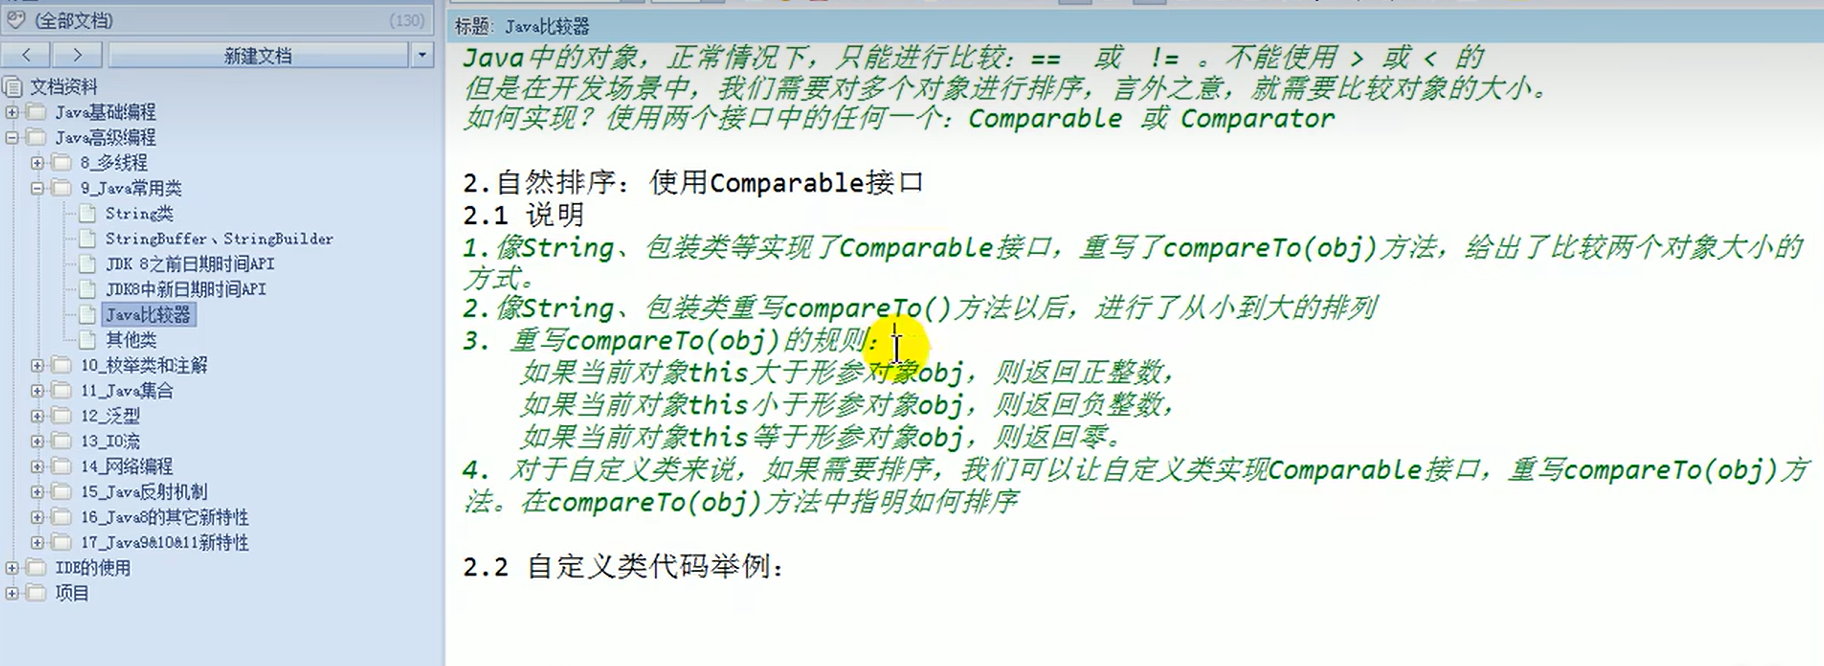 (全部文档)
(130)
新建文档
文档资料
Java基础编程
Java高级编程
8_多线程
9_Java常用类
String类
StringBuffer、StringBuilder
JDK 8之前日期时间API
JDK8中新日期时间API
Java比较器
其他类
10_枚举类和注解
11_Java集合
12_泛型
13_IO流
14_网络编程
15_Java反射机制
16_Java8的其它新特性
17_Java9&10&11新特性
IDE的使用
项目
标题: Java比较器
Java中的对象，正常情况下，只能进行比较：== 或 != 。不能使用 > 或 < 的
但是在开发场景中，我们需要对多个对象进行排序，言外之意，就需要比较对象的大小。
如何实现？使用两个接口中的任何一个：Comparable 或 Comparator
2.自然排序：使用Comparable接口
2.1 说明
1.像String、包装类等实现了Comparable接口，重写了compareTo(obj)方法，给出了比较两个对象大小的
方式。
2.像String、包装类重写compareTo()方法以后，进行了从小到大的排列
3. 重写compareTo(obj)的规则：
如果当前对象this大于形参对象obj，则返回正整数，
如果当前对象this小于形参对象obj，则返回负整数，
如果当前对象this等于形参对象obj，则返回零。
4. 对于自定义类来说，如果需要排序，我们可以让自定义类实现Comparable接口，重写compareTo(obj)方
法。在compareTo(obj)方法中指明如何排序
2.2 自定义类代码举例：